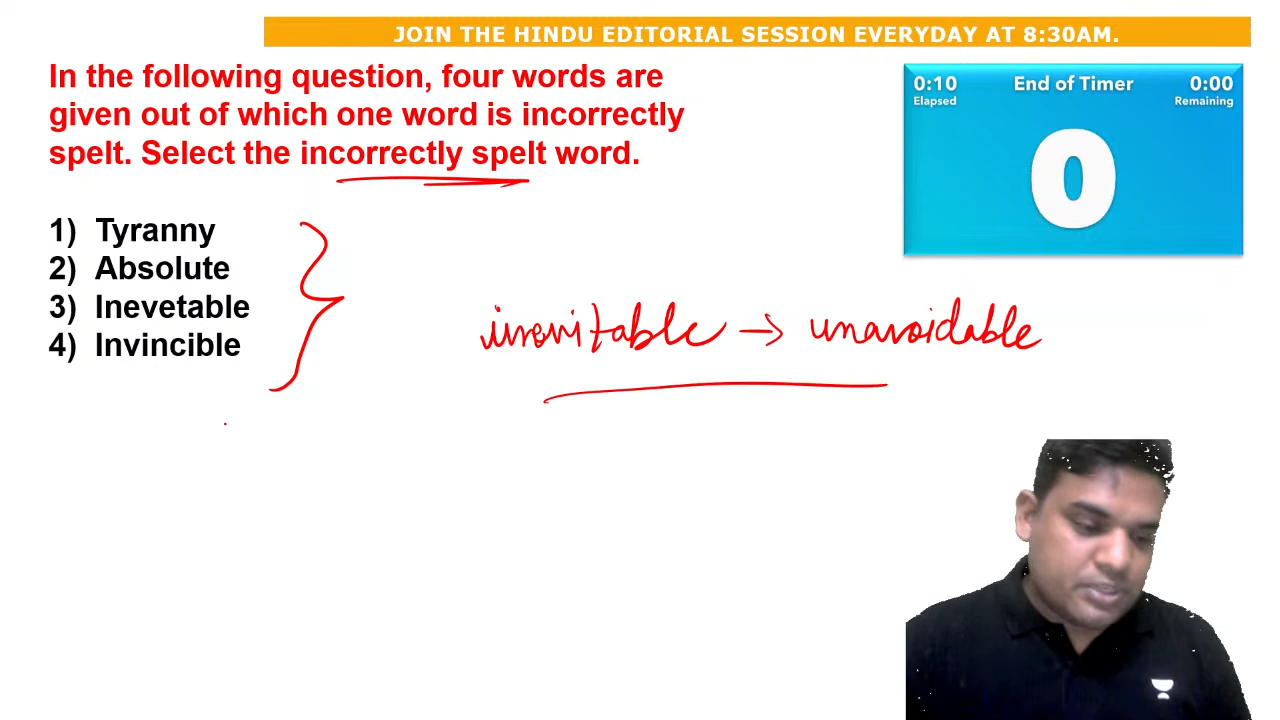 JOIN THE HINDU EDITORIAL SESSION EVERYDAY AT 8:30AM.
In the following question, four words are
given out of which one word is incorrectly
spelt. Select the incorrectly spelt word.
0:10 End of Timer 0:00
Elapsed Remaining
0
1) Tyranny
2) Absolute
3) Inevetable
4) Invincible
inevitable → unavoidable